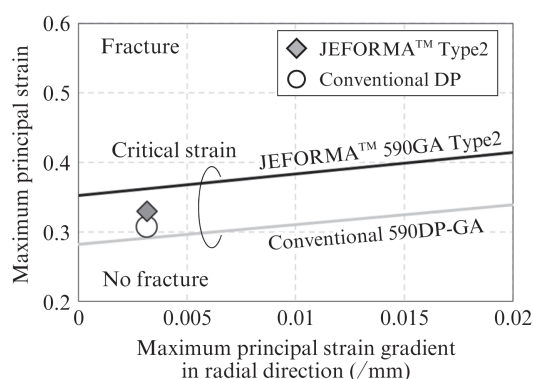 0.6
Fracture
JEFORMA™ Type2
Conventional DP
0.5
Maximum principal strain
Critical strain
JEFORMA™ 590GA Type2
0.4
0.3
Conventional 590DP-GA
No fracture
0.2
0
0.005
0.01
0.015
0.02
Maximum principal strain gradient
in radial direction (/mm)